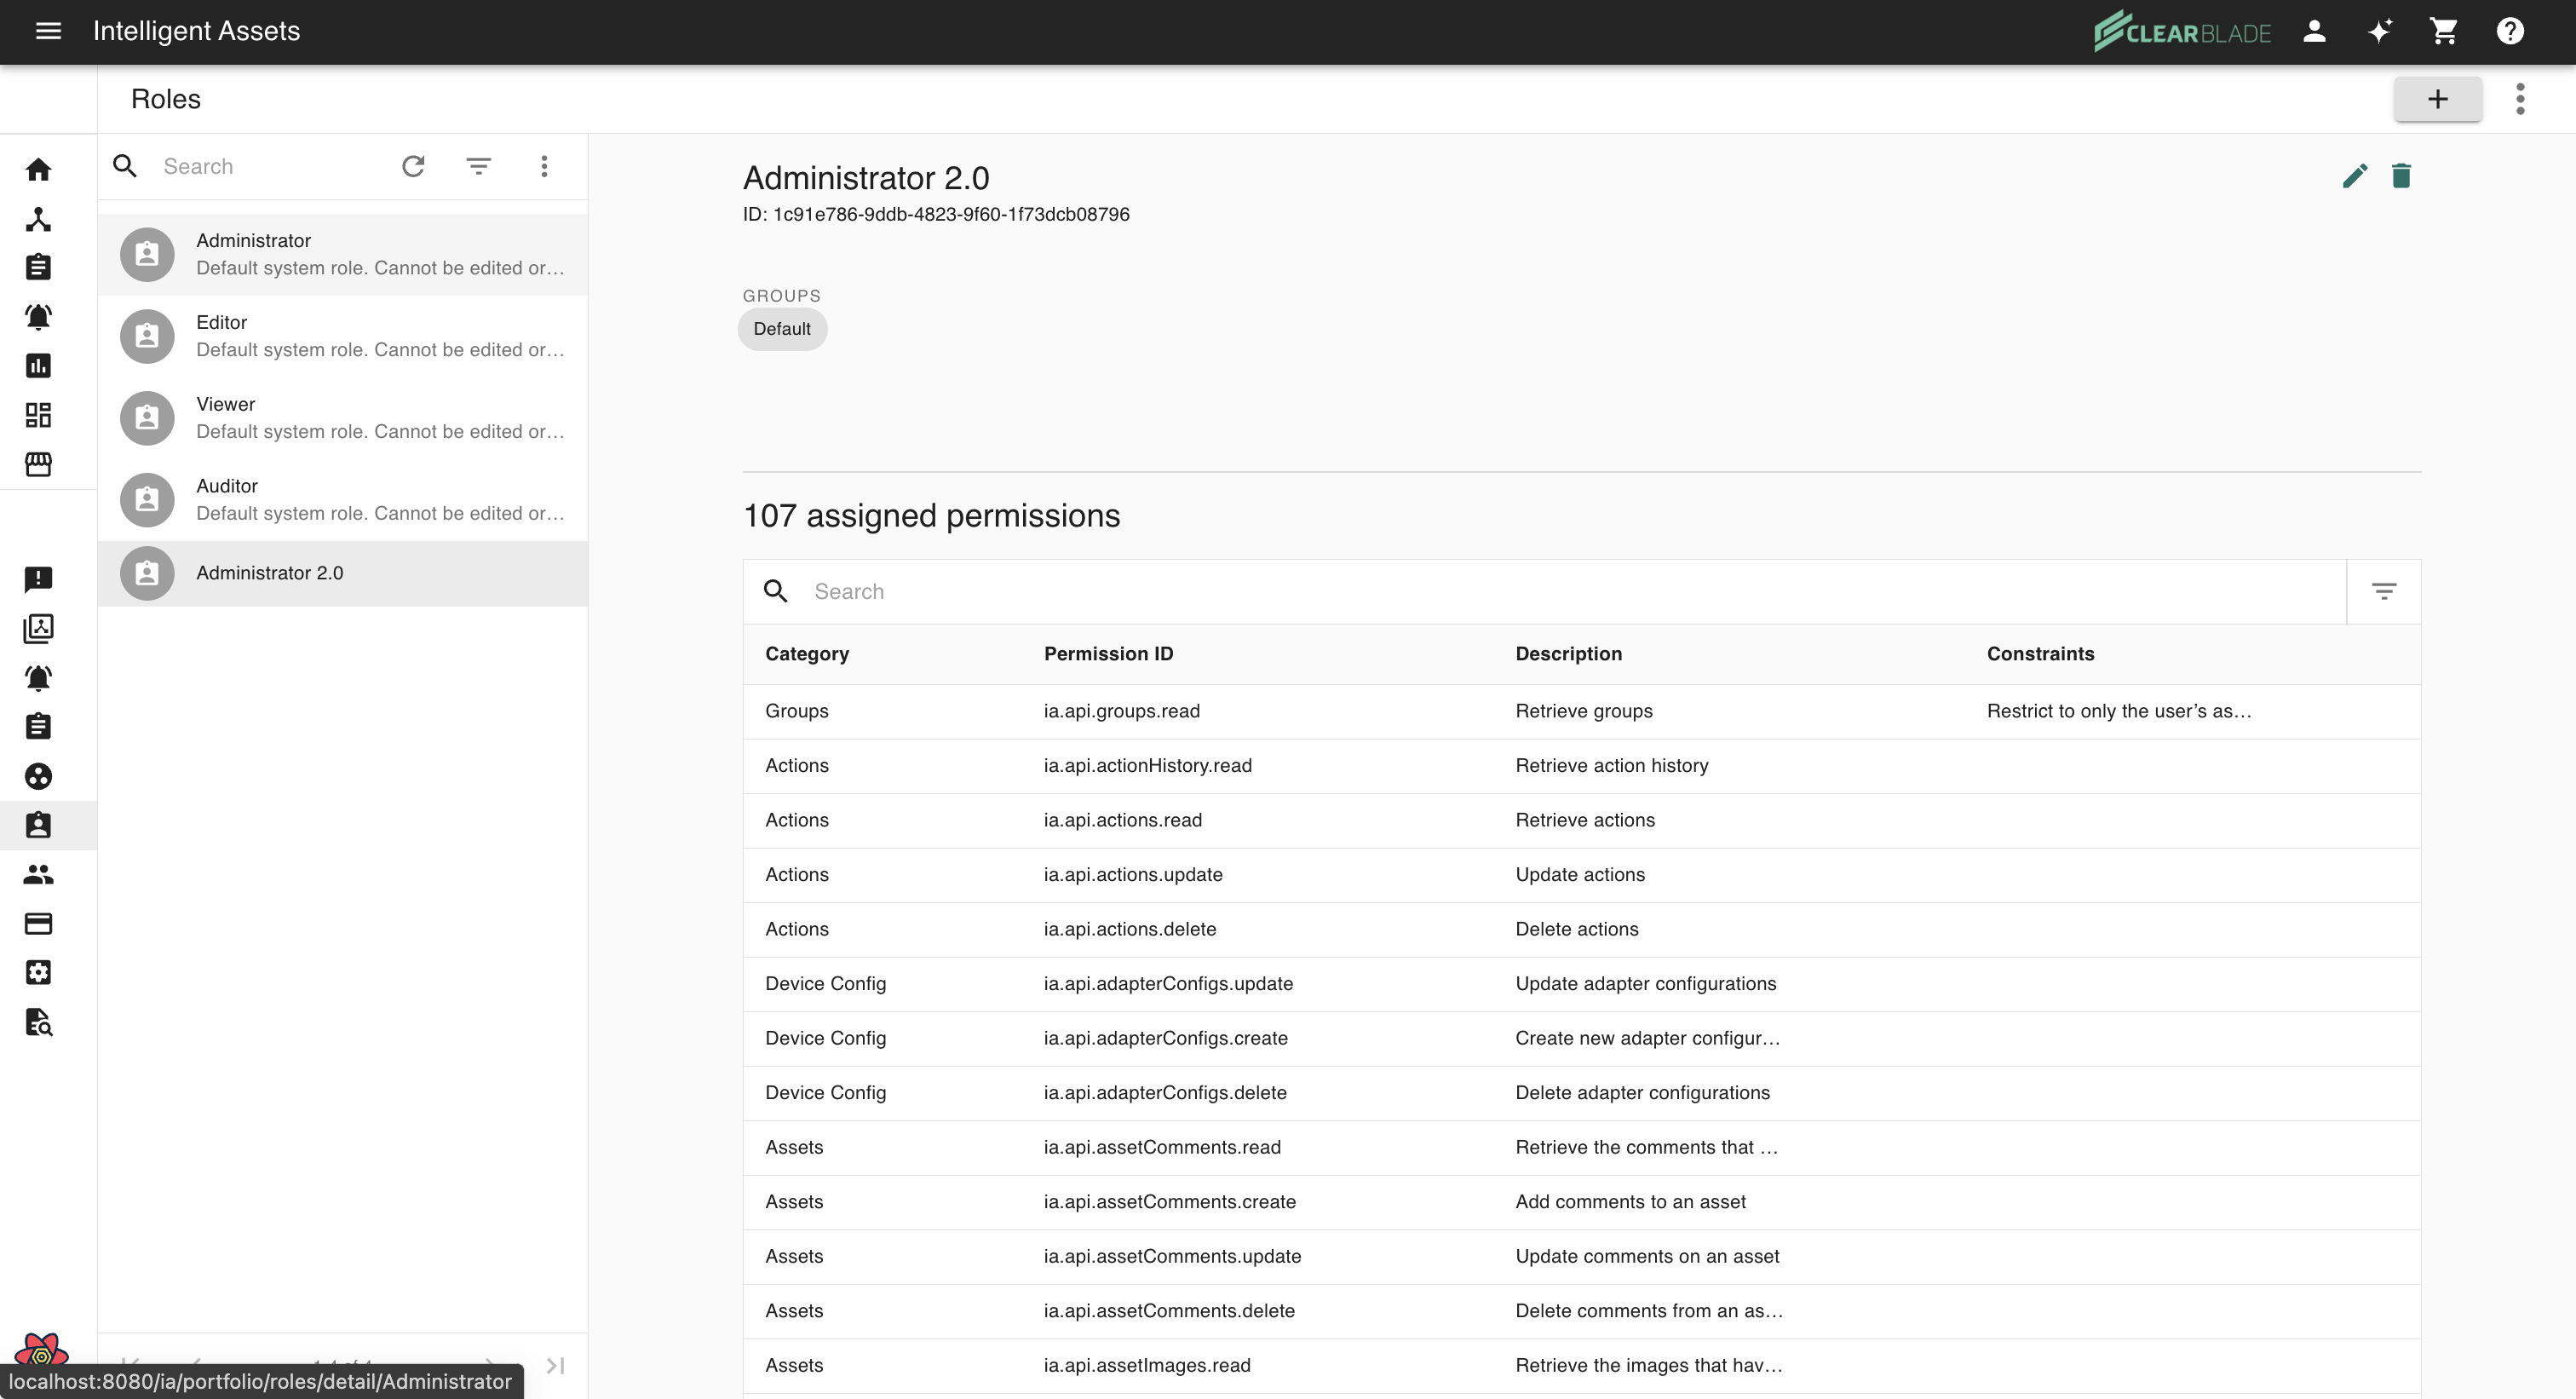 Intelligent Assets
CLEARBLADE
Roles
Search
Administrator
Default system role. Cannot be edited or…
Editor
Default system role. Cannot be edited or…
Viewer
Default system role. Cannot be edited or…
Auditor
Default system role. Cannot be edited or…
Administrator 2.0
localhost:8080/ia/portfolio/roles/detail/Administrator
Administrator 2.0
ID: 1c91e786-9ddb-4823-9f60-1f73dcb08796
GROUPS
Default
107 assigned permissions
Search
Category Permission ID Description Constraints
Groups ia.api.groups.read Retrieve groups Restrict to only the user’s as…
Actions ia.api.actionHistory.read Retrieve action history
Actions ia.api.actions.read Retrieve actions
Actions ia.api.actions.update Update actions
Actions ia.api.actions.delete Delete actions
Device Config ia.api.adapterConfigs.update Update adapter configurations
Device Config ia.api.adapterConfigs.create Create new adapter configur…
Device Config ia.api.adapterConfigs.delete Delete adapter configurations
Assets ia.api.assetComments.read Retrieve the comments that …
Assets ia.api.assetComments.create Add comments to an asset
Assets ia.api.assetComments.update Update comments on an asset
Assets ia.api.assetComments.delete Delete comments from an as…
Assets ia.api.assetImages.read Retrieve the images that hav…